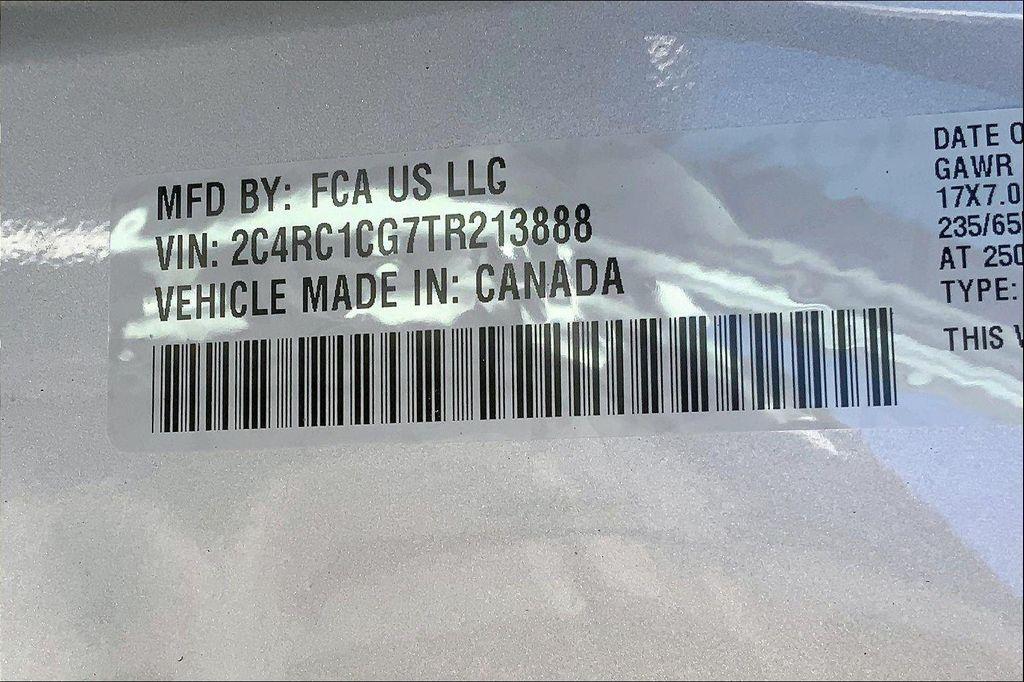 MFD BY: FCA US LLC
VIN: 2C4RC1CG7TR213888
VEHICLE MADE IN: CANADA
DATE O
GAWR
17X7.0
235/65
AT 250
TYPE:
THIS